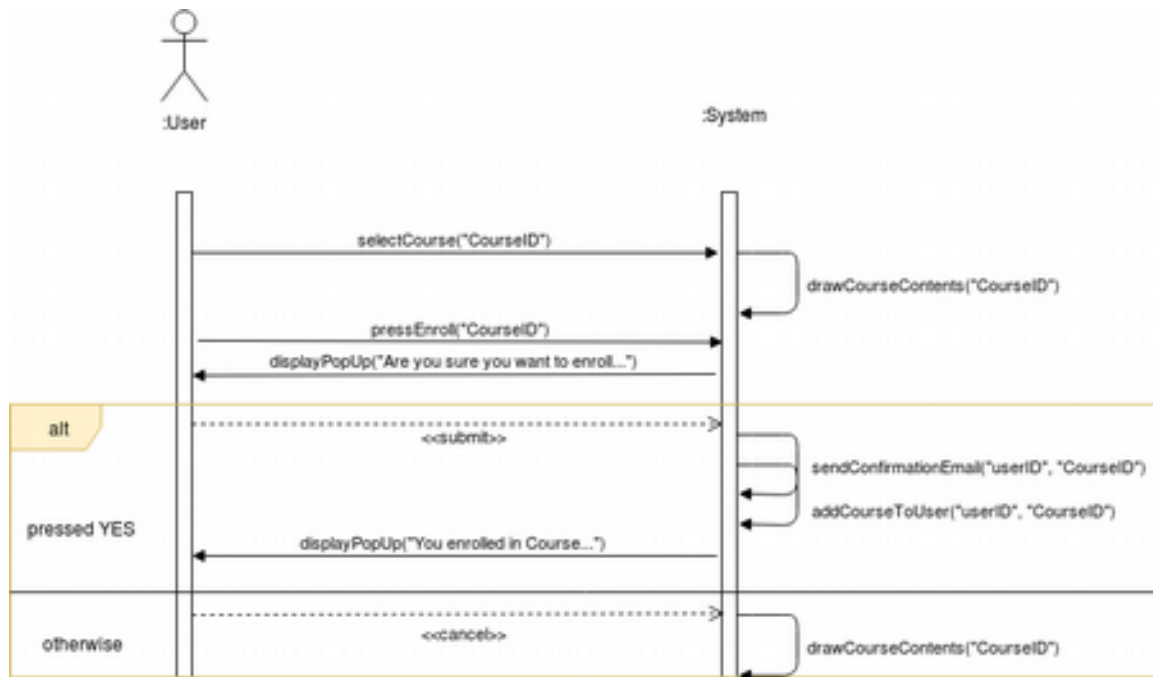 :User
:System
selectCourse("CourseID")
drawCourseContents("CourseID")
pressEnroll("CourseID")
displayPopUp("Are you sure you want to enroll...")
alt
<<submit>>
sendConfirmationEmail("userID", "CourseID")
addCourseToUser("userID", "CourseID")
pressed YES
displayPopUp("You enrolled in Course...")
<<cancel>>
otherwise
drawCourseContents("CourseID")